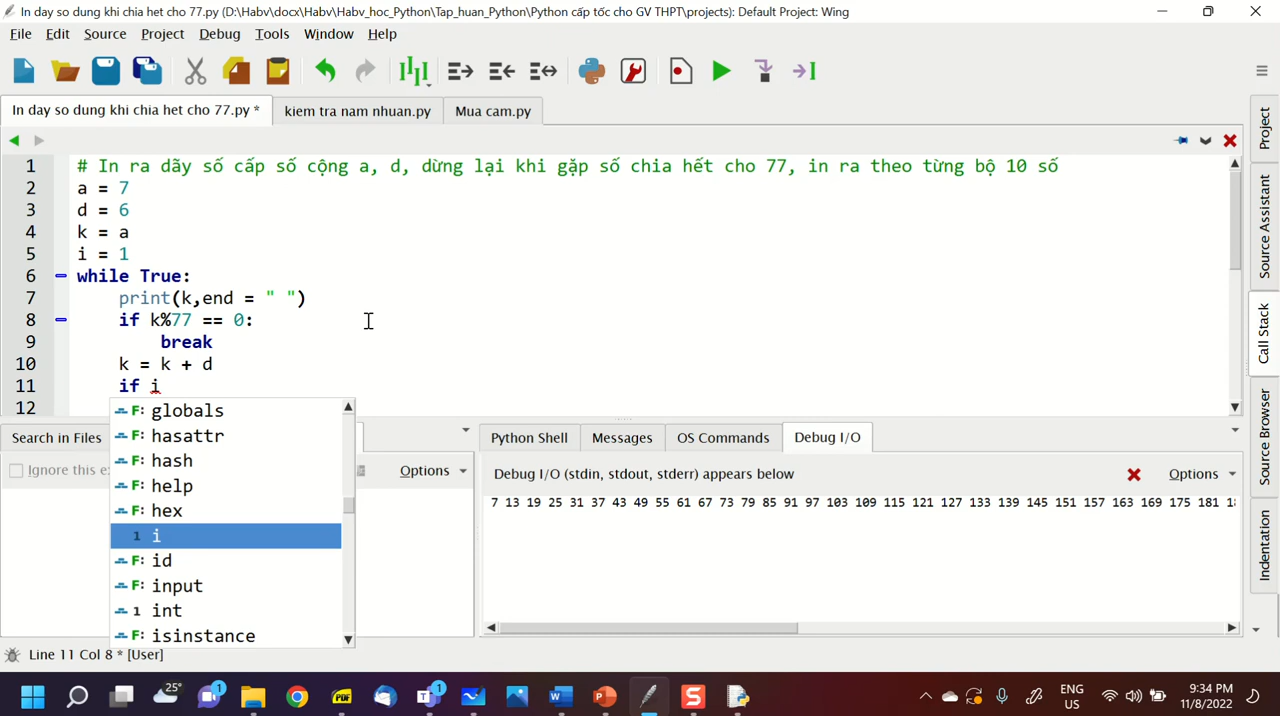 In day so dung khi chia het cho 77.py (D:\Habv\docx\Habv\Habv_hoc_Python\Tap_huan_Python\Python cấp tốc cho GV THPT\projects): Default Project: Wing
File Edit Source Project Debug Tools Window Help
In day so dung khi chia het cho 77.py * kiem tra nam nhuan.py Mua cam.py
1 # In ra dãy số cấp số cộng a, d, dừng lại khi gặp số chia hết cho 77, in ra theo từng bộ 10 số
2 a = 7
3 d = 6
4 k = a
5 i = 1
6 while True:
7 print(k,end = " ")
8 if k%77 == 0:
9 break
10 k = k + d
11 if i
12
F: globals
F: hasattr
F: hash
F: help
F: hex
1 i
F: id
F: input
1 int
F: isinstance
Search in Files
Ignore this ex
Options
Python Shell Messages OS Commands Debug I/O
Debug I/O (stdin, stdout, stderr) appears below Options
7 13 19 25 31 37 43 49 55 61 67 73 79 85 91 97 103 109 115 121 127 133 139 145 151 157 163 169 175 181
Project
Source Assistant
Call Stack
Source Browser
Indentation
Line 11 Col 8 * [User]
25°
1
1
PDF
ENG
US
9:34 PM
11/8/2022